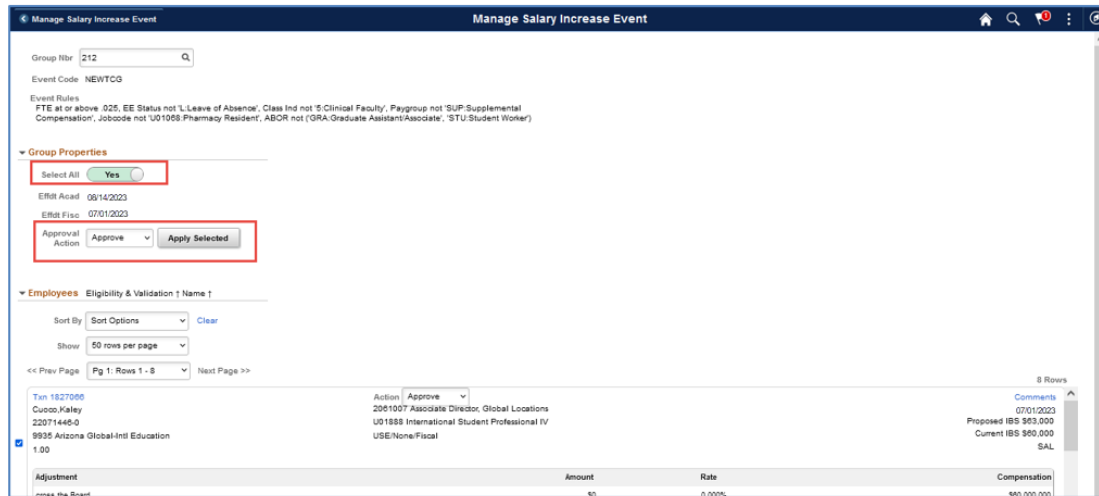 Manage Salary Increase Event
Manage Salary Increase Event
Group Nbr 212
Event Code NEWTCG
Event Rules
FTE at or above .025, EE Status not 'L:Leave of Absence', Class Ind not '5:Clinical Faculty', Paygroup not 'SUP:Supplemental
Compensation', Jobcode not 'U01068:Pharmacy Resident', ABOR not ('GRA:Graduate Assistant/Associate', 'STU:Student Worker')
Group Properties
Select All Yes
Effdt Acad 08/14/2023
Effdt Fisc 07/01/2023
Approval
Action Approve Apply Selected
Employees Eligibility & Validation ↑ Name ↑
Sort By Sort Options Clear
Show 50 rows per page
<< Prev Page Pg 1: Rows 1 - 8 Next Page >>
8 Rows
Txn 1827066 Action Approve Comments
Cuoco,Kaley 2061007 Associate Director, Global Locations 07/01/2023
22071446-0 U01888 International Student Professional IV Proposed IBS $63,000
9935 Arizona Global-Intl Education USE/None/Fiscal Current IBS $60,000
1.00 SAL
Adjustment Amount Rate Compensation
cross the Board $0 0.000% $60,000.000